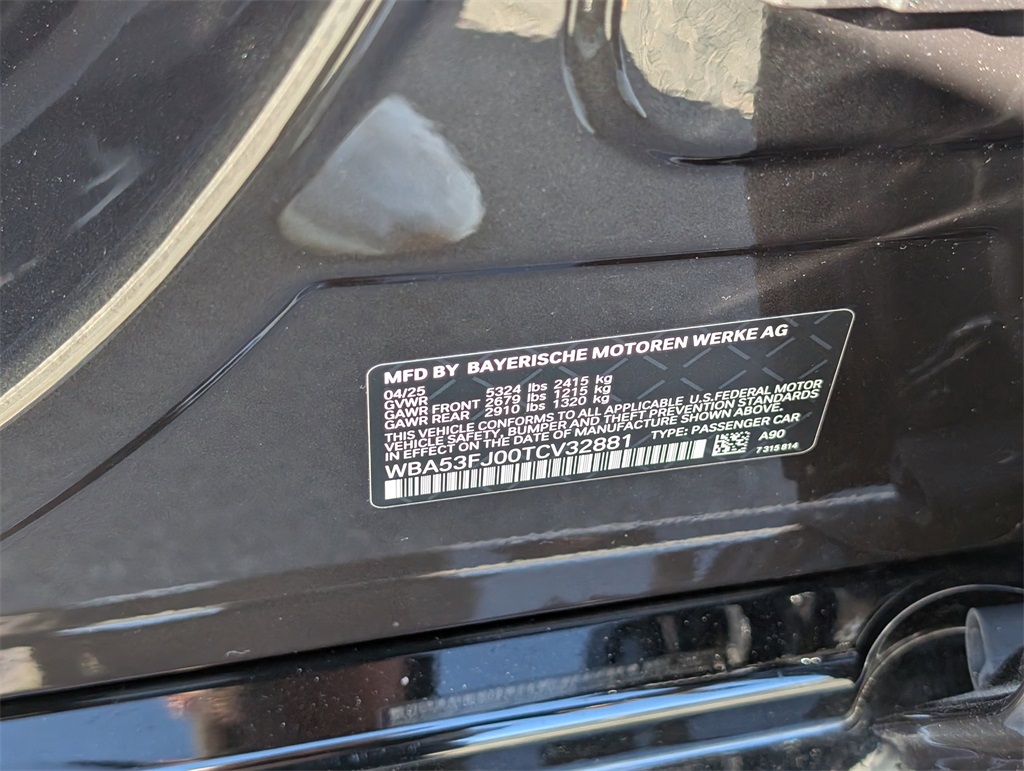 MFD BY BAYERISCHE MOTOREN WERKE AG
04/25 5324 lbs 2415 kg
GVWR
GAWR FRONT 2679 lbs 1215 kg
GAWR REAR 2910 lbs 1320 kg
THIS VEHICLE CONFORMS TO ALL APPLICABLE U.S.FEDERAL MOTOR
VEHICLE SAFETY, BUMPER AND THEFT PREVENTION STANDARDS
IN EFFECT ON THE DATE OF MANUFACTURE SHOWN ABOVE.
WBA53FJ00TCV32881 TYPE: PASSENGER CAR
A90
7 315 814